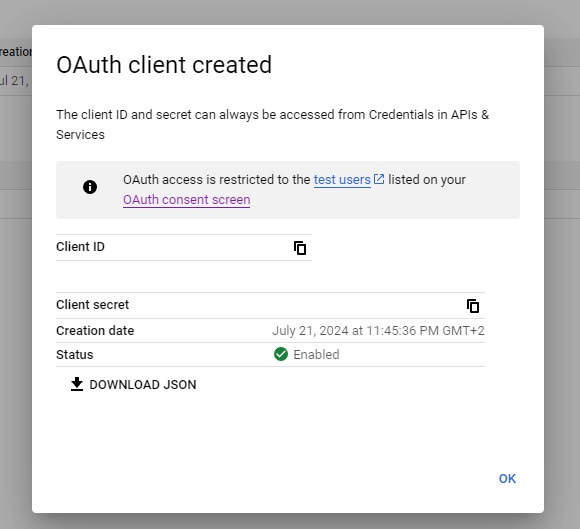 reation
ul 21,
OAuth client created
The client ID and secret can always be accessed from Credentials in APIs &
Services
OAuth access is restricted to the test users listed on your
OAuth consent screen
Client ID
Client secret
Creation date July 21, 2024 at 11:45:36 PM GMT+2
Status Enabled
DOWNLOAD JSON
OK